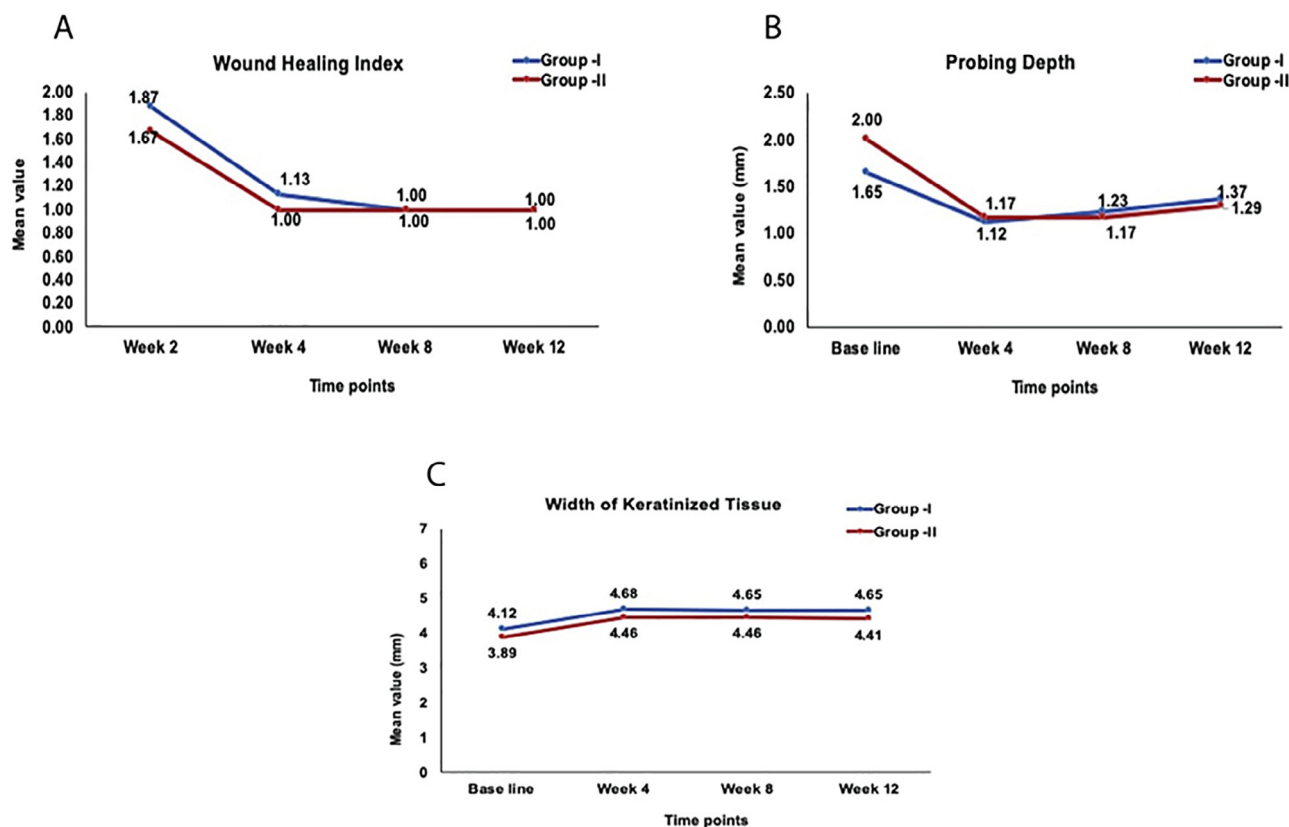 A
Wound Healing Index
Group -I
Group -II
Mean value
2.00
1.80
1.60
1.40
1.20
1.00
0.80
0.60
0.40
0.20
0.00
1.87
1.67
1.13
1.00
1.00
1.00
1.00
1.00
Week 2 Week 4 Week 8 Week 12
Time points
B
Probing Depth
Group -I
Group -II
Mean value (mm)
2.50
2.00
1.50
1.00
0.50
0.00
2.00
1.65
1.17
1.12
1.23
1.17
1.37
1.29
Base line Week 4 Week 8 Week 12
Time points
C
Width of Keratinized Tissue
Group -I
Group -II
Mean value (mm)
7
6
5
4
3
2
1
0
4.12
3.89
4.68
4.46
4.65
4.46
4.65
4.41
Base line Week 4 Week 8 Week 12
Time points